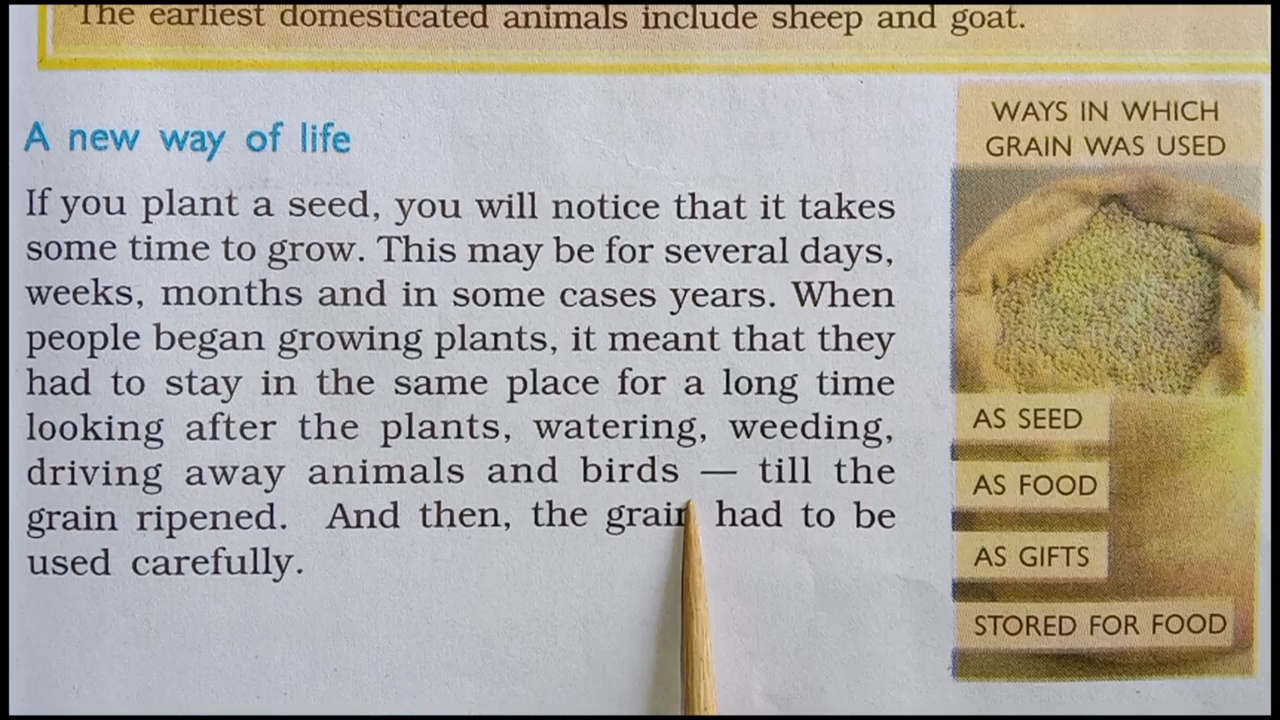 The earliest domesticated animals include sheep and goat.
A new way of life
If you plant a seed, you will notice that it takes
some time to grow. This may be for several days,
weeks, months and in some cases years. When
people began growing plants, it meant that they
had to stay in the same place for a long time
looking after the plants, watering, weeding,
driving away animals and birds — till the
grain ripened. And then, the grain had to be
used carefully.
WAYS IN WHICH
GRAIN WAS USED
AS SEED
AS FOOD
AS GIFTS
STORED FOR FOOD